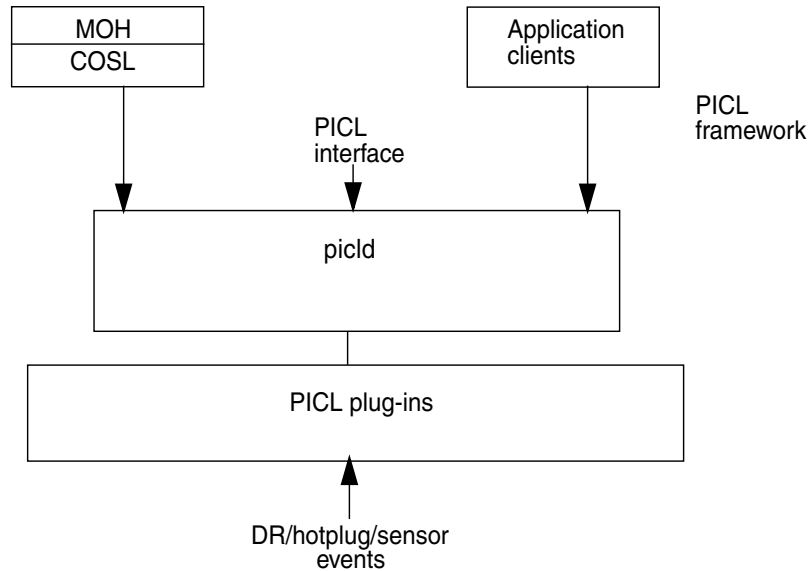 MOH
COSL
Application
clients
PICL
framework
PICL
interface
picld
PICL plug-ins
DR/hotplug/sensor
events